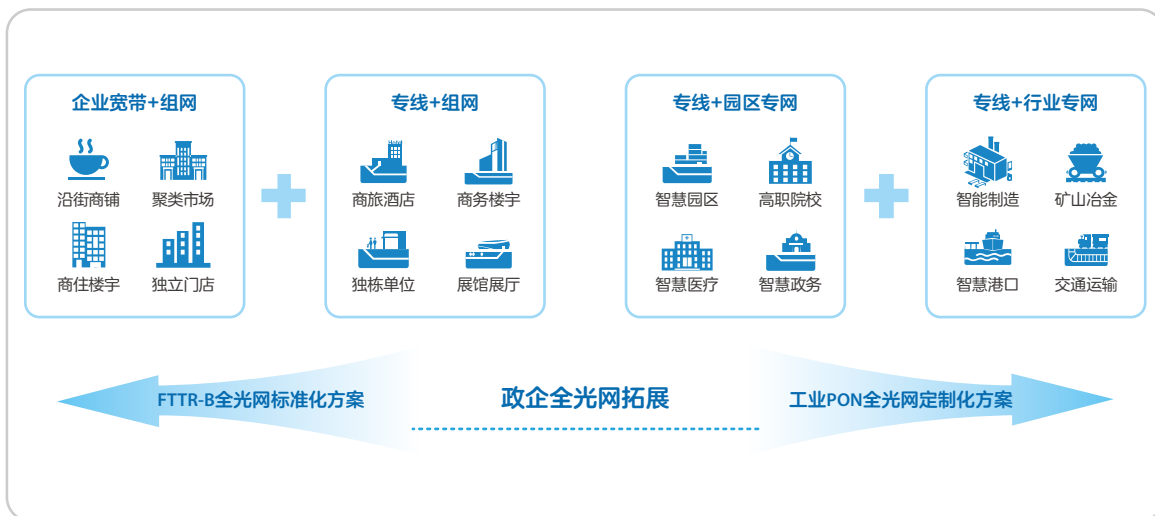 企业宽带+组网
沿街商铺
聚类市场
商住楼宇
独立门店
专线+组网
商旅酒店
商务楼宇
独栋单位
展馆展厅
专线+园区专网
智慧园区
高职院校
智慧医疗
智慧政务
专线+行业专网
智能制造
矿山冶金
智慧港口
交通运输
FTTR-B全光网标准化方案
政企全光网拓展
工业PON全光网定制化方案